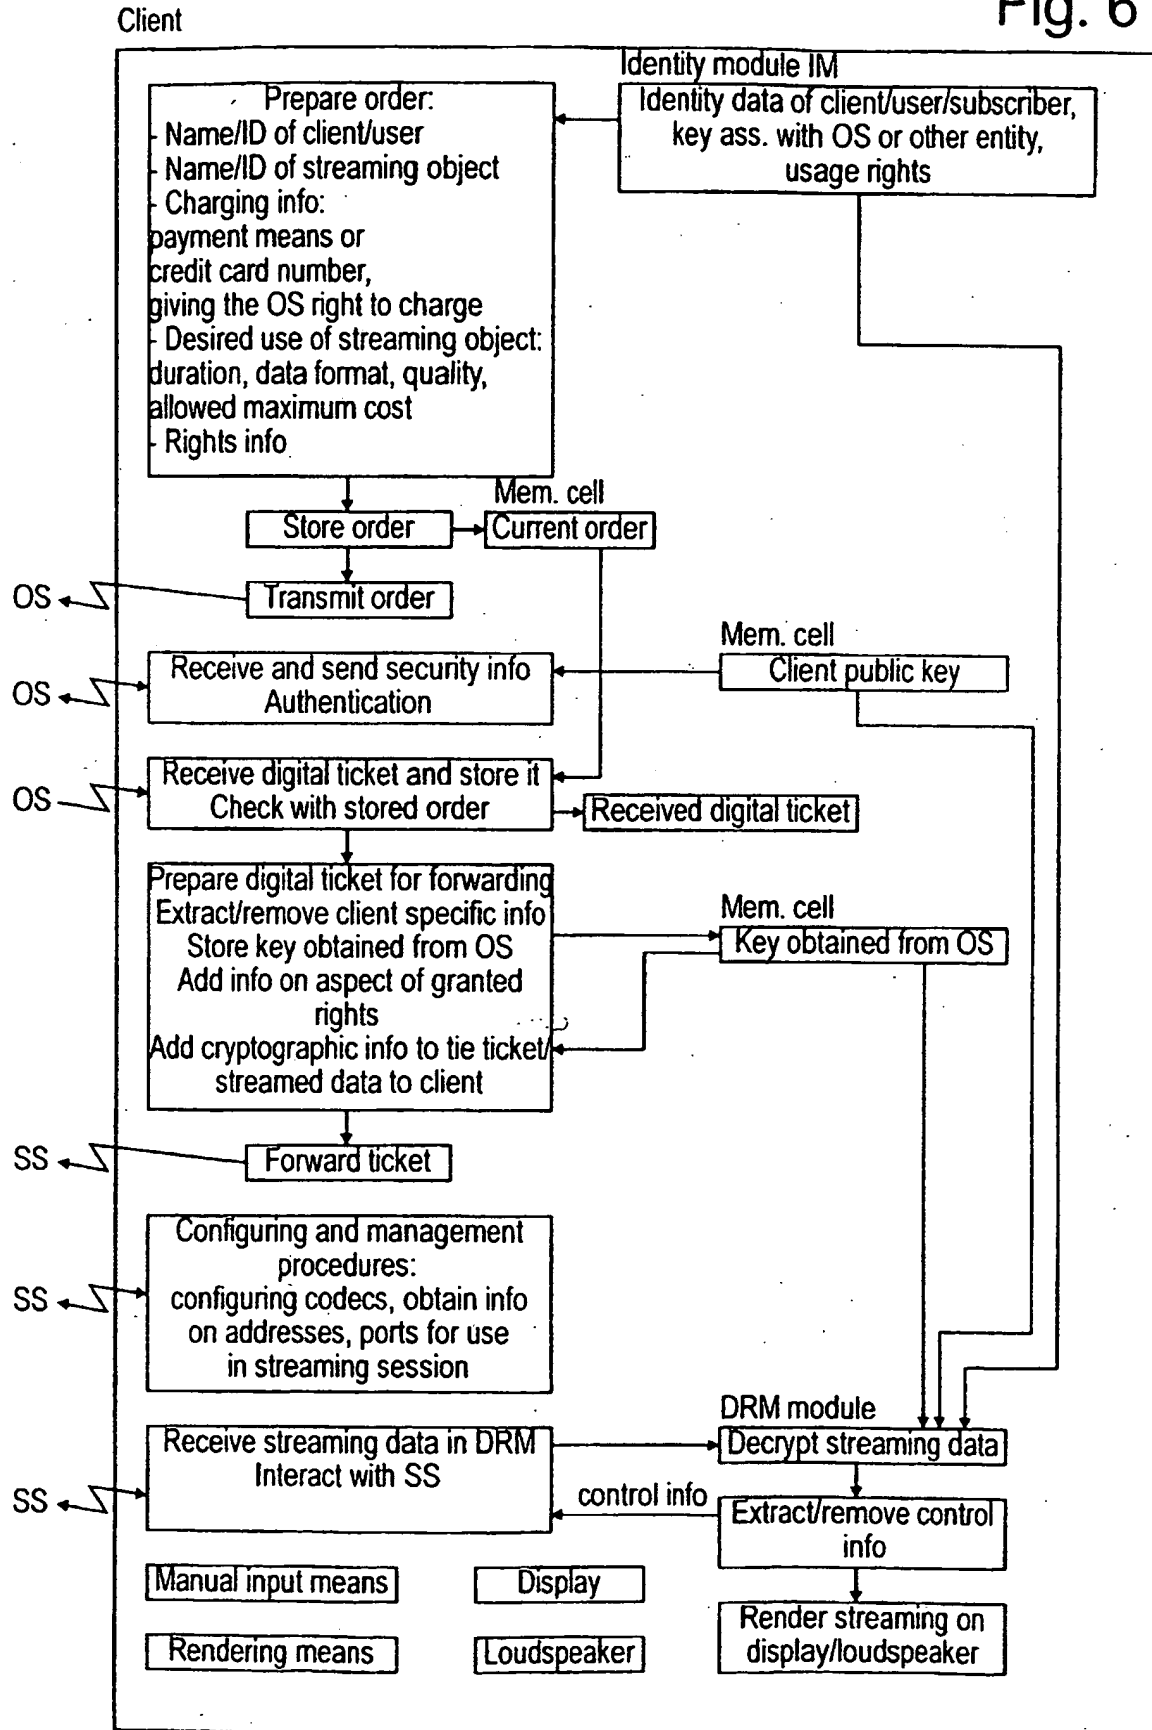 Fig. 6
Client
Identity module IM
Prepare order:
- Name/ID of client/user
- Name/ID of streaming object
- Charging info:
payment means or
credit card number,
giving the OS right to charge
- Desired use of streaming object:
duration, data format, quality,
allowed maximum cost
- Rights info
Identity data of client/user/subscriber,
key ass. with OS or other entity,
usage rights
Mem. cell
Store order
Current order
OS
Transmit order
Mem. cell
Client public key
OS
Receive and send security info
Authentication
OS
Receive digital ticket and store it
Check with stored order
Received digital ticket
Prepare digital ticket for forwarding
Extract/remove client specific info
Store key obtained from OS
Add info on aspect of granted
rights
Add cryptographic info to tie ticket/
streamed data to client
Mem. cell
Key obtained from OS
SS
Forward ticket
SS
Configuring and management
procedures:
configuring codecs, obtain info
on addresses, ports for use
in streaming session
DRM module
Decrypt streaming data
SS
Receive streaming data in DRM
Interact with SS
control info
Extract/remove control
info
Manual input means
Display
Render streaming on
display/loudspeaker
Rendering means
Loudspeaker